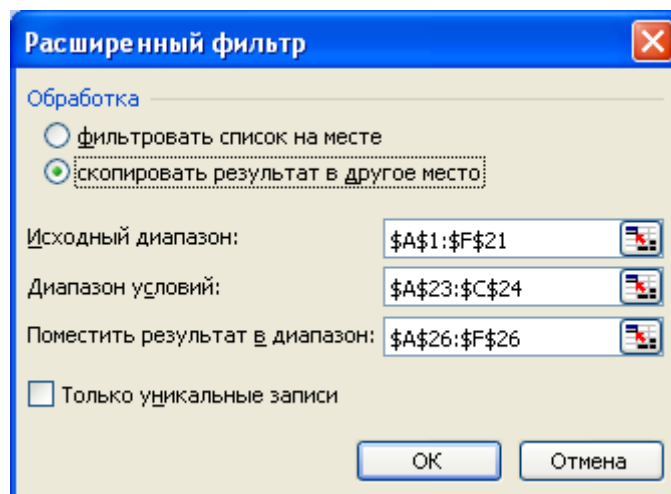 Расширенный фильтр
Обработка
фильтровать список на месте
скопировать результат в другое место
Исходный диапазон: $A$1:$F$21
Диапазон условий: $A$23:$C$24
Поместить результат в диапазон: $A$26:$F$26
Только уникальные записи
ОК Отмена